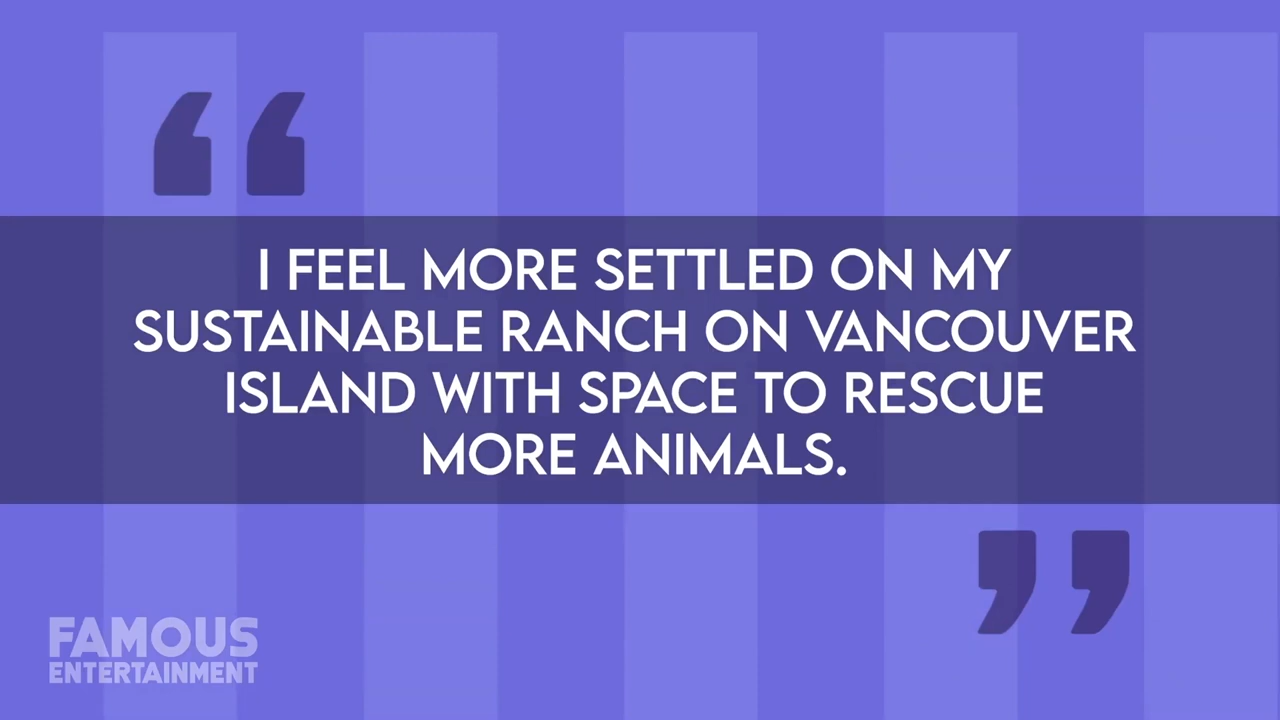 “
I FEEL MORE SETTLED ON MY
SUSTAINABLE RANCH ON VANCOUVER
ISLAND WITH SPACE TO RESCUE
MORE ANIMALS.
”
FAMOUS
ENTERTAINMENT